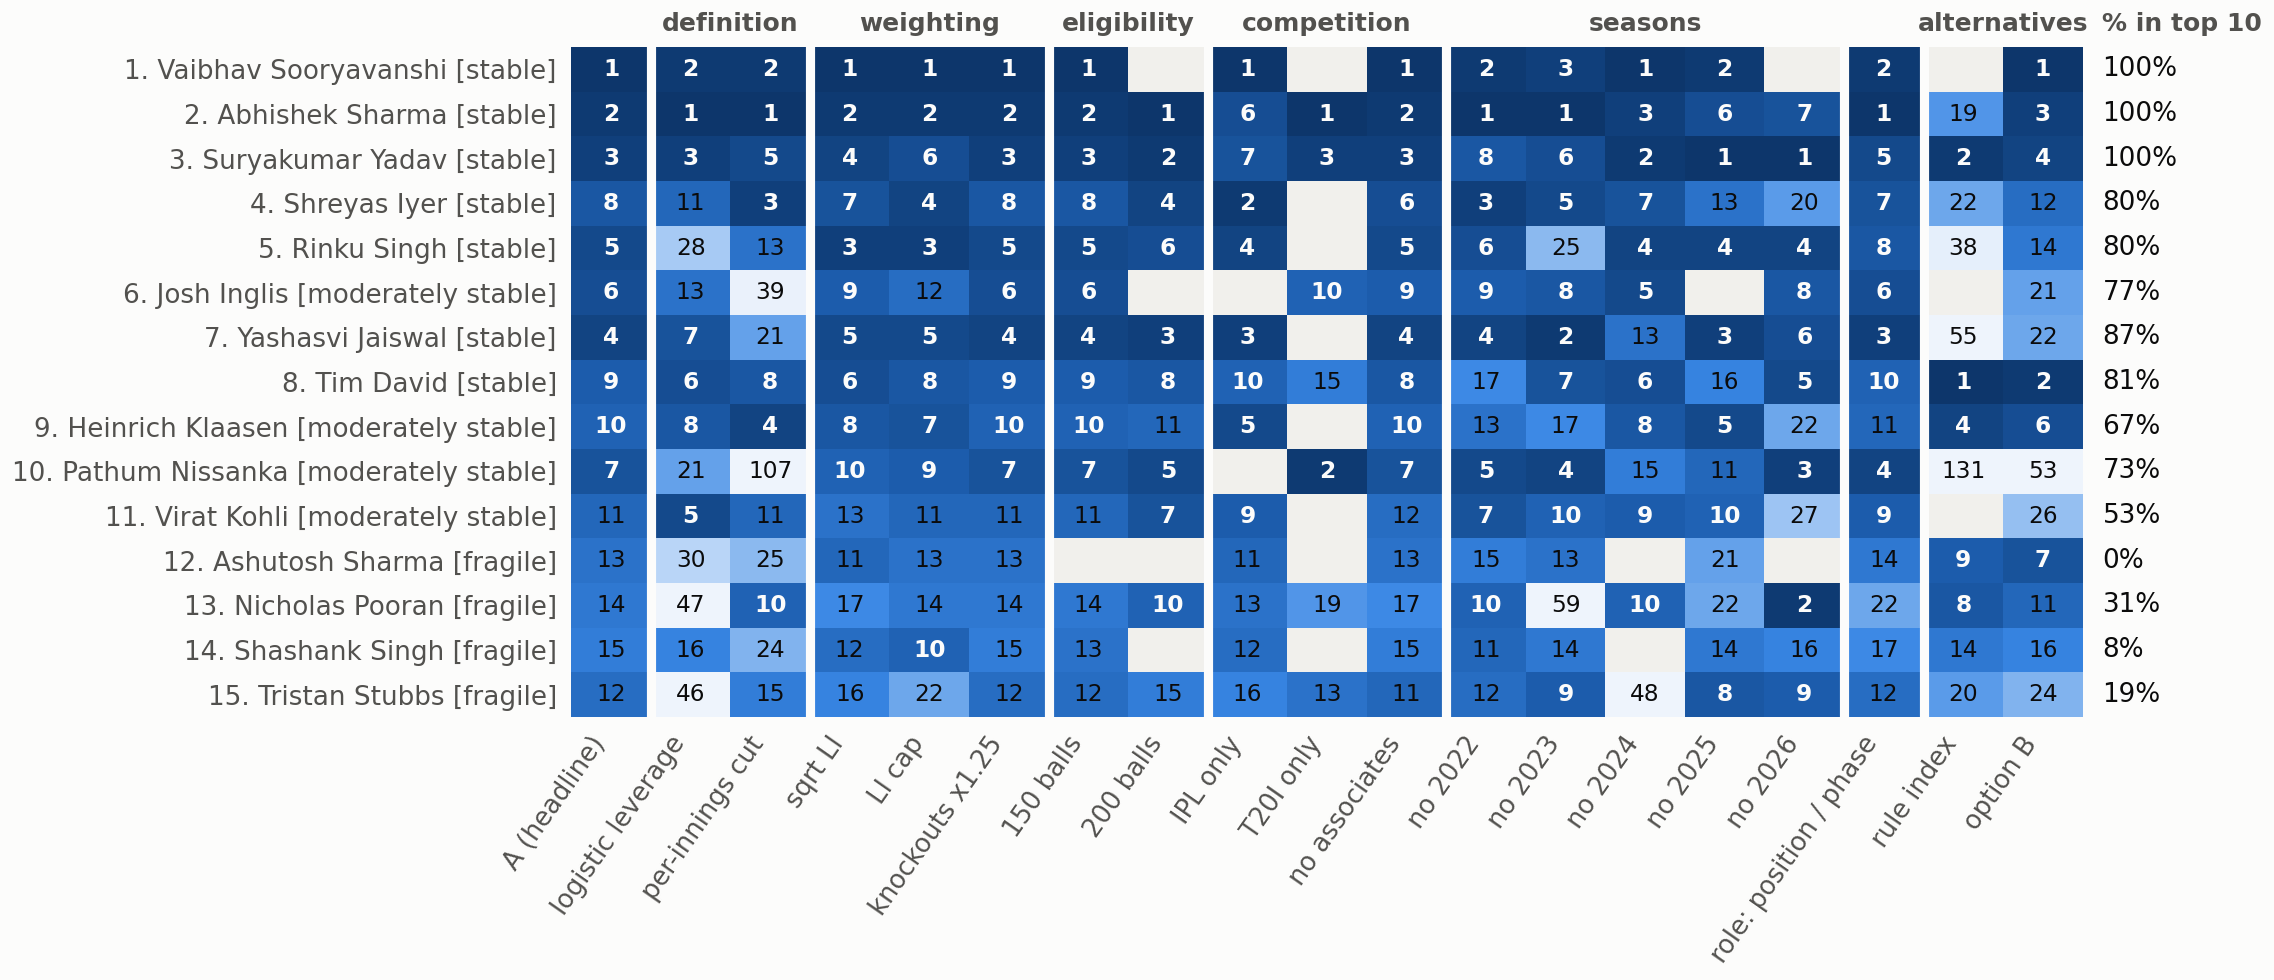 definition weighting eligibility competition seasons alternatives % in top 10
1. Vaibhav Sooryavanshi [stable] 1 2 2 1 1 1 1 1 1 2 3 1 2 2 1 100%
2. Abhishek Sharma [stable] 2 1 1 2 2 2 2 1 6 1 2 1 1 3 6 7 1 19 3 100%
3. Suryakumar Yadav [stable] 3 3 5 4 6 3 3 2 7 3 3 8 6 2 1 1 5 2 4 100%
4. Shreyas Iyer [stable] 8 11 3 7 4 8 8 4 2 6 3 5 7 13 20 7 22 12 80%
5. Rinku Singh [stable] 5 28 13 3 3 5 5 6 4 5 6 25 4 4 4 8 38 14 80%
6. Josh Inglis [moderately stable] 6 13 39 9 12 6 6 10 9 9 8 5 8 6 21 77%
7. Yashasvi Jaiswal [stable] 4 7 21 5 5 4 4 3 3 4 4 2 13 3 6 3 55 22 87%
8. Tim David [stable] 9 6 8 6 8 9 9 8 10 15 8 17 7 6 16 5 10 1 2 81%
9. Heinrich Klaasen [moderately stable] 10 8 4 8 7 10 10 11 5 10 13 17 8 5 22 11 4 6 67%
10. Pathum Nissanka [moderately stable] 7 21 107 10 9 7 7 5 2 7 5 4 15 11 3 4 131 53 73%
11. Virat Kohli [moderately stable] 11 5 11 13 11 11 11 7 9 12 7 10 9 10 27 9 26 53%
12. Ashutosh Sharma [fragile] 13 30 25 11 13 13 11 13 15 13 21 14 9 7 0%
13. Nicholas Pooran [fragile] 14 47 10 17 14 14 14 10 13 19 17 10 59 10 22 2 22 8 11 31%
14. Shashank Singh [fragile] 15 16 24 12 10 15 13 12 15 11 14 14 16 17 14 16 8%
15. Tristan Stubbs [fragile] 12 46 15 16 22 12 12 15 16 13 11 12 9 48 8 9 12 20 24 19%
A (headline)
logistic leverage
per-innings cut
sqrt LI
LI cap
knockouts x1.25
150 balls
200 balls
IPL only
T20I only
no associates
no 2022
no 2023
no 2024
no 2025
no 2026
role: position / phase
rule index
option B